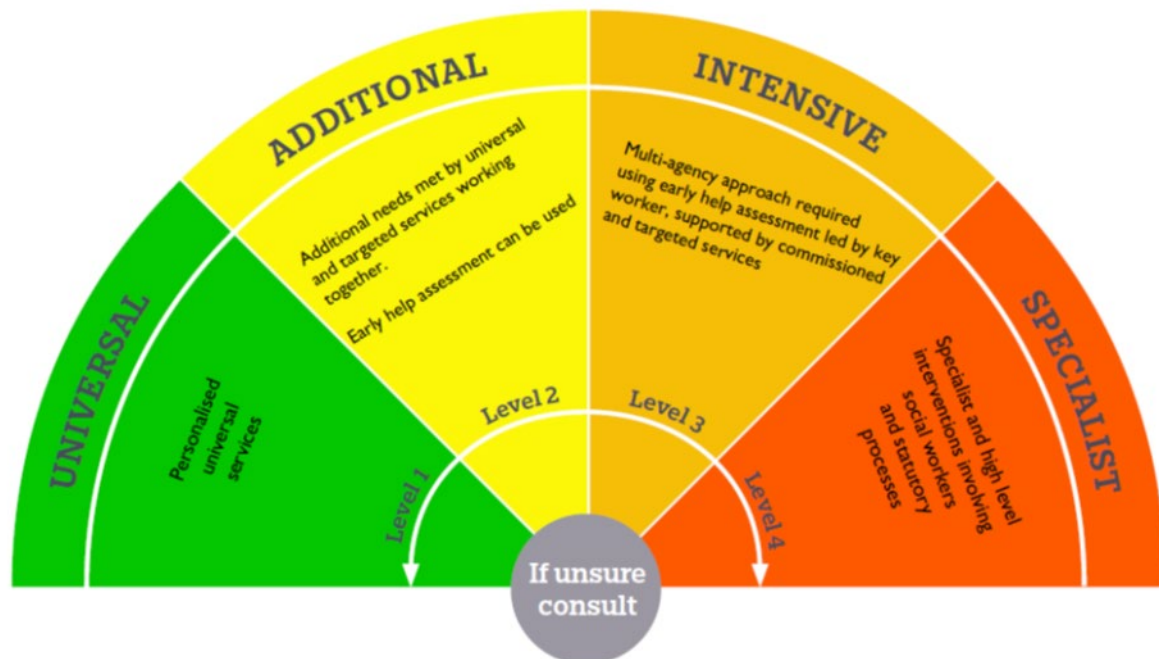 UNIVERSAL
Personalised
universal
services
Level 1
ADDITIONAL
Additional needs met by universal
and targeted services working
together.
Early help assessment can be used
Level 2
INTENSIVE
Multi-agency approach required
using early help assessment led by key
worker, supported by commissioned
and targeted services
Level 3
SPECIALIST
Specialist and high level
interventions involving
social workers
and statutory
processes
Level 4
If unsure
consult